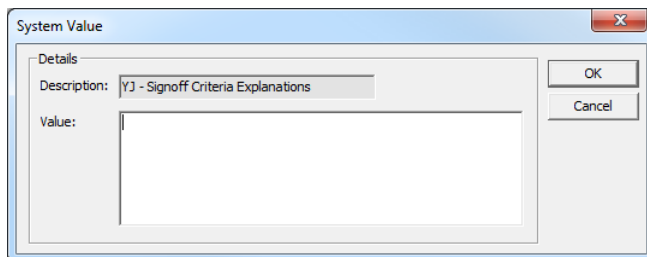 System Value
Details
Description: YJ - Signoff Criteria Explanations
OK
Value:
Cancel